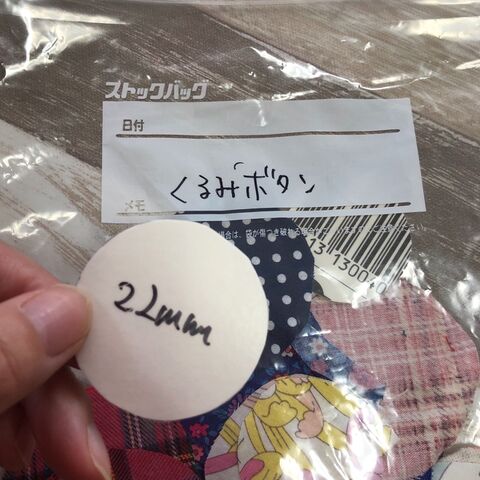 ストックバッグ
日付
くるみボタン
メモ
22mm